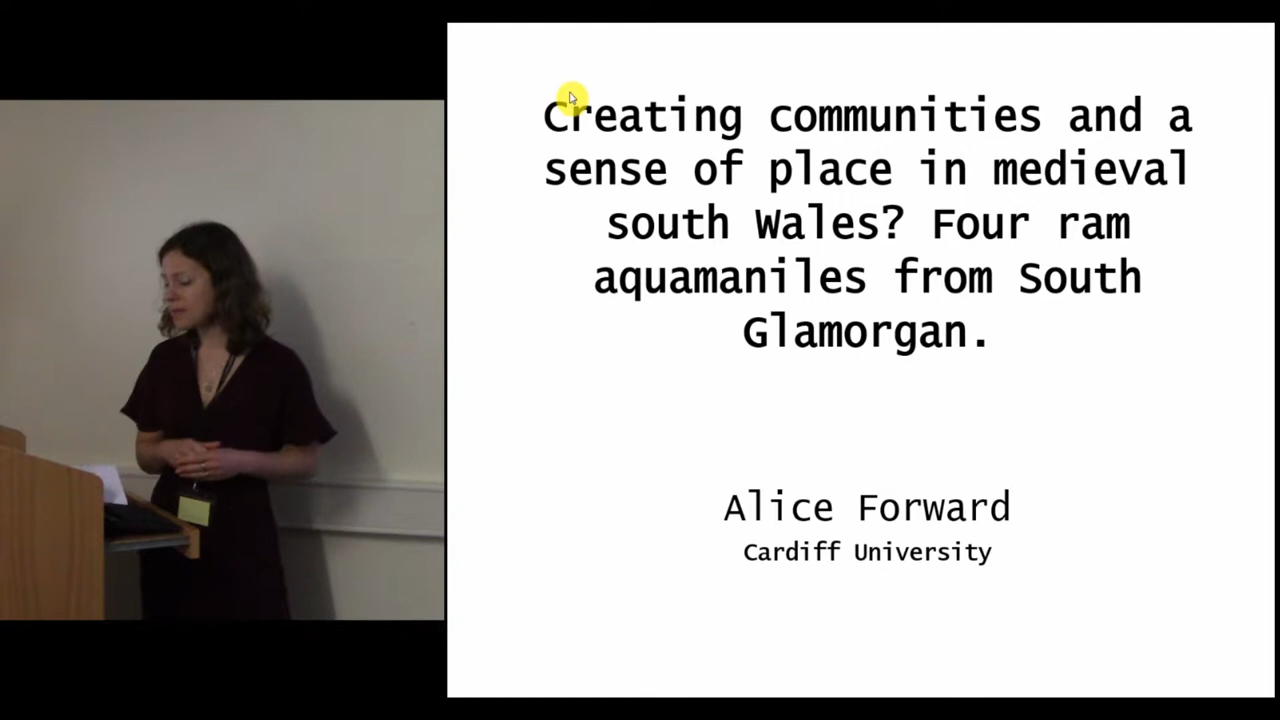 Creating communities and a
sense of place in medieval
south Wales? Four ram
aquamaniles from South
Glamorgan.
Alice Forward
Cardiff University